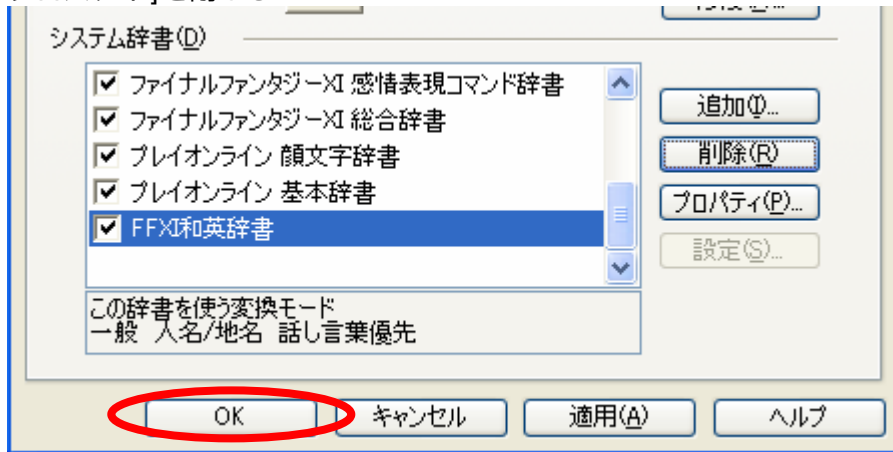 システム辞書(D)
ファイナルファンタジーXI 感情表現コマンド辞書
ファイナルファンタジーXI 総合辞書
プレイオンライン 顔文字辞書
プレイオンライン 基本辞書
FFXI和英辞書
追加(I)...
削除(R)
プロパティ(P)...
設定(S)...
この辞書を使う変換モード
一般 人名/地名 話し言葉優先
OK
キャンセル
適用(A)
ヘルプ